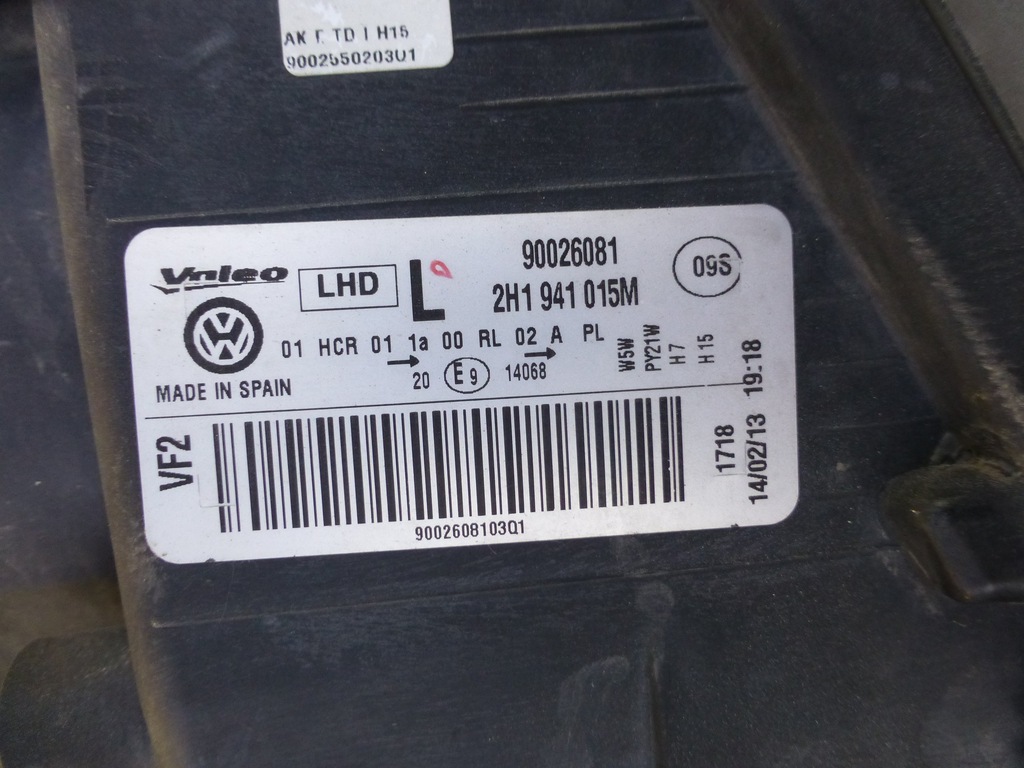 AK F TD I H15
9002550203U1
Valeo LHD L 90026081 09S
2H1 941 015M
01 HCR 01 1a 00 RL 02 A PL
→ →
20 E9 14068
MADE IN SPAIN
W5W
PY21W
H7
H15
VF2
1718
14/02/13 19:18
9002608103Q1